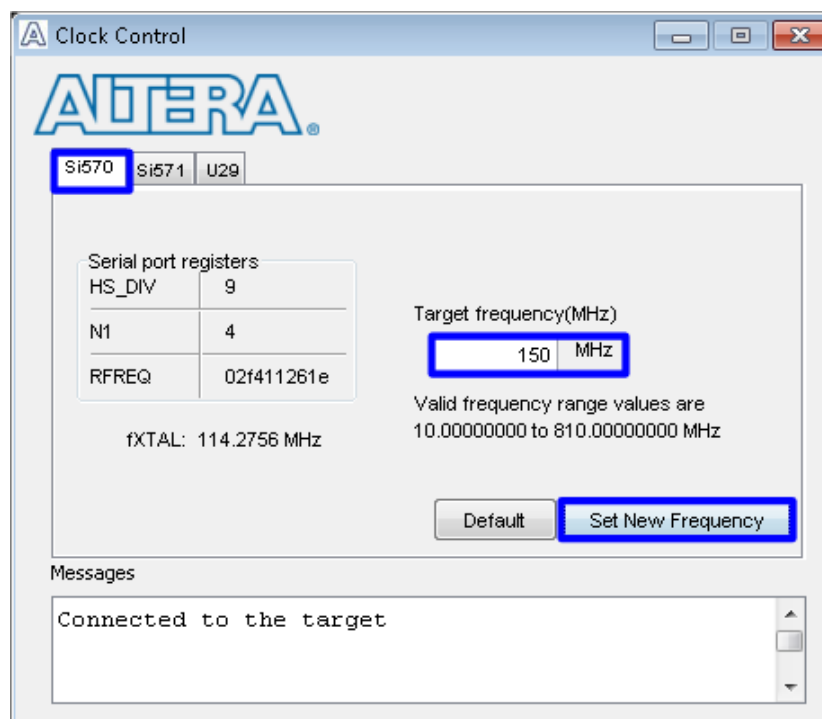 Clock Control
ALTERA®
Si570 Si571 U29
Serial port registers
HS_DIV 9
N1 4
RFREQ 02f411261e
fXTAL: 114.2756 MHz
Target frequency(MHz)
150 MHz
Valid frequency range values are
10.00000000 to 810.00000000 MHz
Default Set New Frequency
Messages
Connected to the target